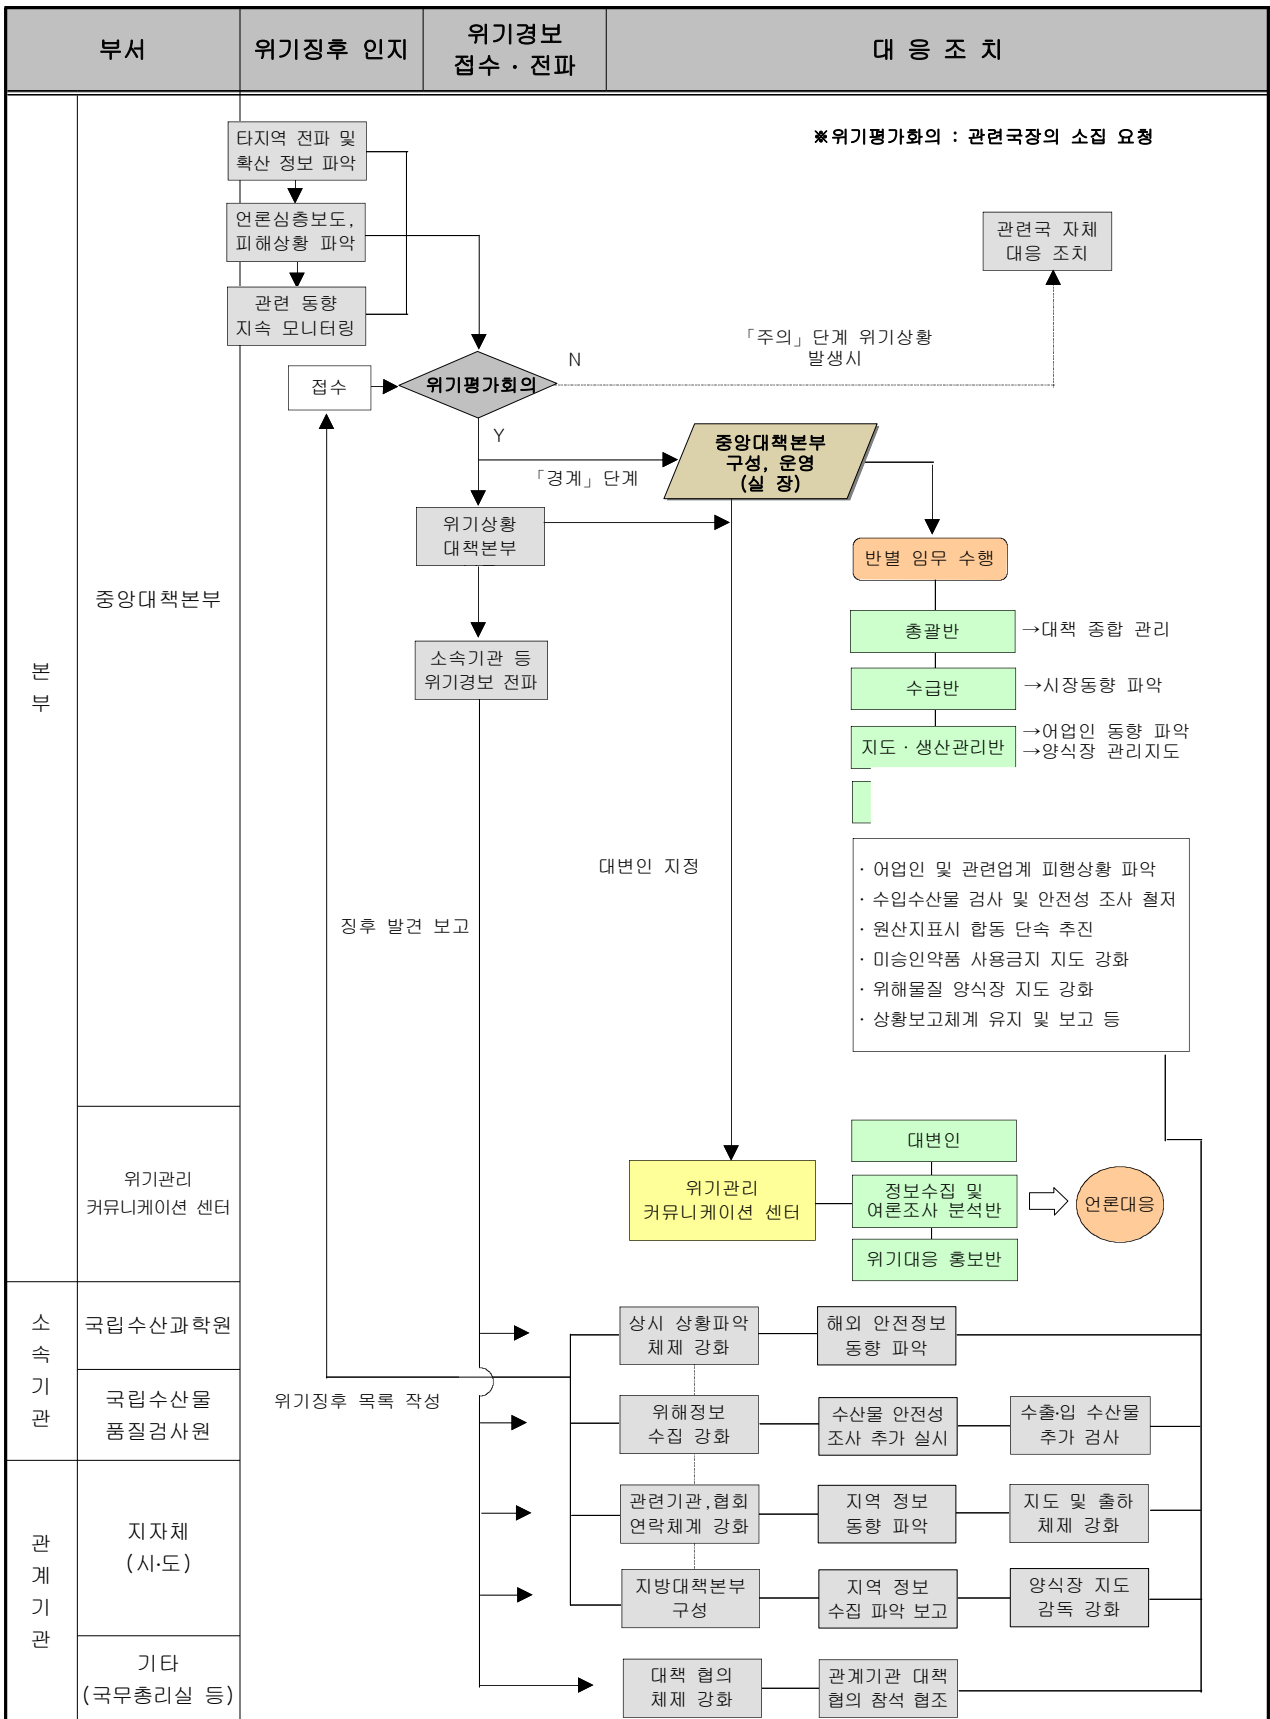 부서
위기징후 인지
위기경보
접수 · 전파
대 응 조 치
타지역 전파 및
확산 정보 파악
※위기평가회의 : 관련국장의 소집 요청
언론심층보도,
피해상황 파악
관련국 자체
대응 조치
관련 동향
지속 모니터링
「주의」단계 위기상황
발생시
N
접수
위기평가회의
Y
「경계」단계
중앙대책본부
구성, 운영
(실 장)
위기상황
대책본부
반별 임무 수행
중앙대책본부
총괄반
→대책 종합 관리
본
부
소속기관 등
위기경보 전파
수급반
→시장동향 파악
지도 · 생산관리반
→어업인 동향 파악
→양식장 관리지도
대변인 지정
징후 발견 보고
· 어업인 및 관련업계 피행상황 파악
· 수입수산물 검사 및 안전성 조사 철저
· 원산지표시 합동 단속 추진
· 미승인약품 사용금지 지도 강화
· 위해물질 양식장 지도 강화
· 상황보고체계 유지 및 보고 등
위기관리
커뮤니케이션 센터
위기관리
커뮤니케이션 센터
대변인
정보수집 및
여론조사 분석반
위기대응 홍보반
언론대응
소
속
기
관
국립수산과학원
상시 상황파악
체제 강화
해외 안전정보
동향 파악
국립수산물
품질검사원
위기징후 목록 작성
위해정보
수집 강화
수산물 안전성
조사 추가 실시
수출·입 수산물
추가 검사
관
계
기
관
지자체
(시·도)
관련기관,협회
연락체계 강화
지역 정보
동향 파악
지도 및 출하
체제 강화
지방대책본부
구성
지역 정보
수집 파악 보고
양식장 지도
감독 강화
기타
(국무총리실 등)
대책 협의
체제 강화
관계기관 대책
협의 참석 협조